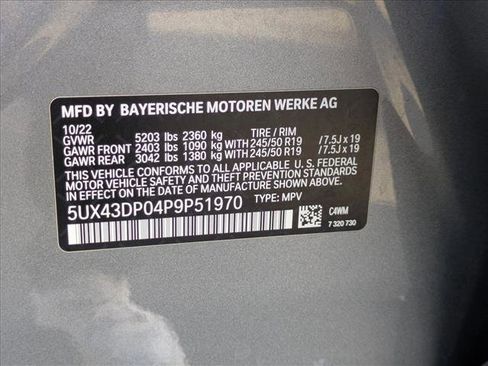 MFD BY BAYERISCHE MOTOREN WERKE AG
10/22
GVWR 5203 lbs 2360 kg TIRE / RIM
GAWR FRONT 2403 lbs 1090 kg WITH 245/50 R19 /7.5J x 19
GAWR REAR 3042 lbs 1380 kg WITH 245/50 R19 /7.5J x 19
THIS VEHICLE CONFORMS TO ALL APPLICABLE U. S. FEDERAL
MOTOR VEHICLE SAFETY AND THEFT PREVENTION STANDARDS
IN EFFECT ON THE DATE OF MANUFACTURE SHOWN ABOVE.
5UX43DP04P9P51970 TYPE: MPV
C4WM
7 320 730